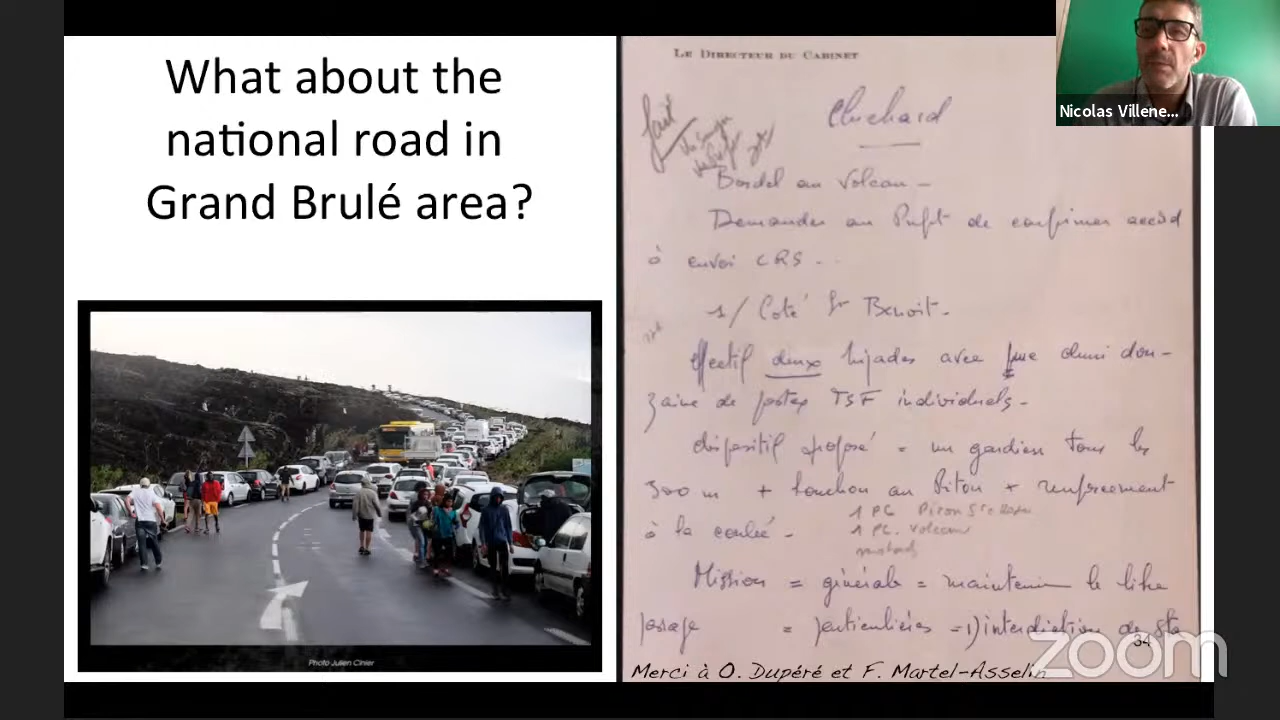 What about the
national road in
Grand Brulé area?
Photo Julien Cinier
LE DIRECTEUR DU CABINET
fait
Bordel au Volcan -
Demander au Préfet de confirmer accord
à envoi CRS...
1/ Coté St Benoit.
effectif deux brigades avec une demi dou-
zaine de postes TSF individuels -
dispositif proposé = un gardien tous les
300 m + bouchon au Piton + renforcement
1 PC Piton Ste Rose
à la coulée -
1 PC. Volcan
motards
Mission = générale = maintenir le libre
passage = particulières = 1) interdiction de sta
34
Merci à O. Dupéré et F. Martel-Asselin
zoom
Nicolas Villene...